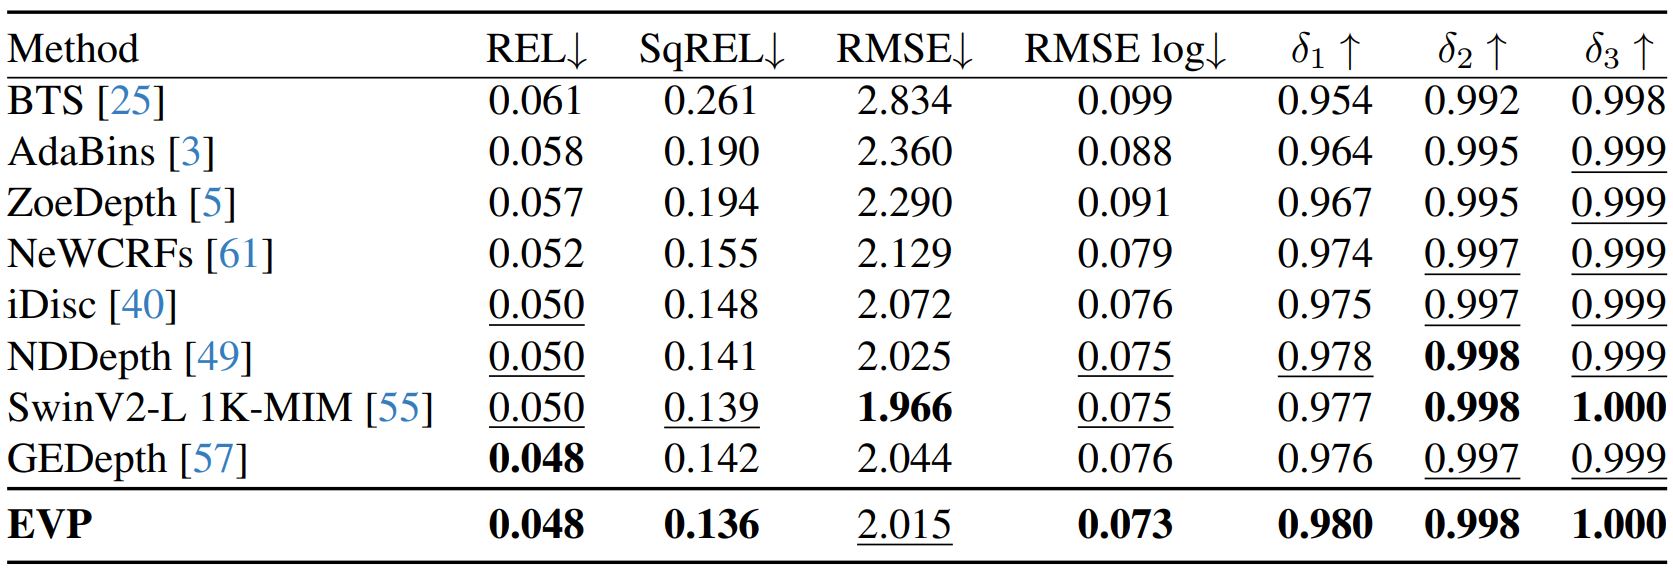 Method REL↓ SqREL↓ RMSE↓ RMSE log↓ δ1 ↑ δ2 ↑ δ3 ↑
BTS [25] 0.061 0.261 2.834 0.099 0.954 0.992 0.998
AdaBins [3] 0.058 0.190 2.360 0.088 0.964 0.995 0.999
ZoeDepth [5] 0.057 0.194 2.290 0.091 0.967 0.995 0.999
NeWCRFs [61] 0.052 0.155 2.129 0.079 0.974 0.997 0.999
iDisc [40] 0.050 0.148 2.072 0.076 0.975 0.997 0.999
NDDepth [49] 0.050 0.141 2.025 0.075 0.978 0.998 0.999
SwinV2-L 1K-MIM [55] 0.050 0.139 1.966 0.075 0.977 0.998 1.000
GEDepth [57] 0.048 0.142 2.044 0.076 0.976 0.997 0.999
EVP 0.048 0.136 2.015 0.073 0.980 0.998 1.000